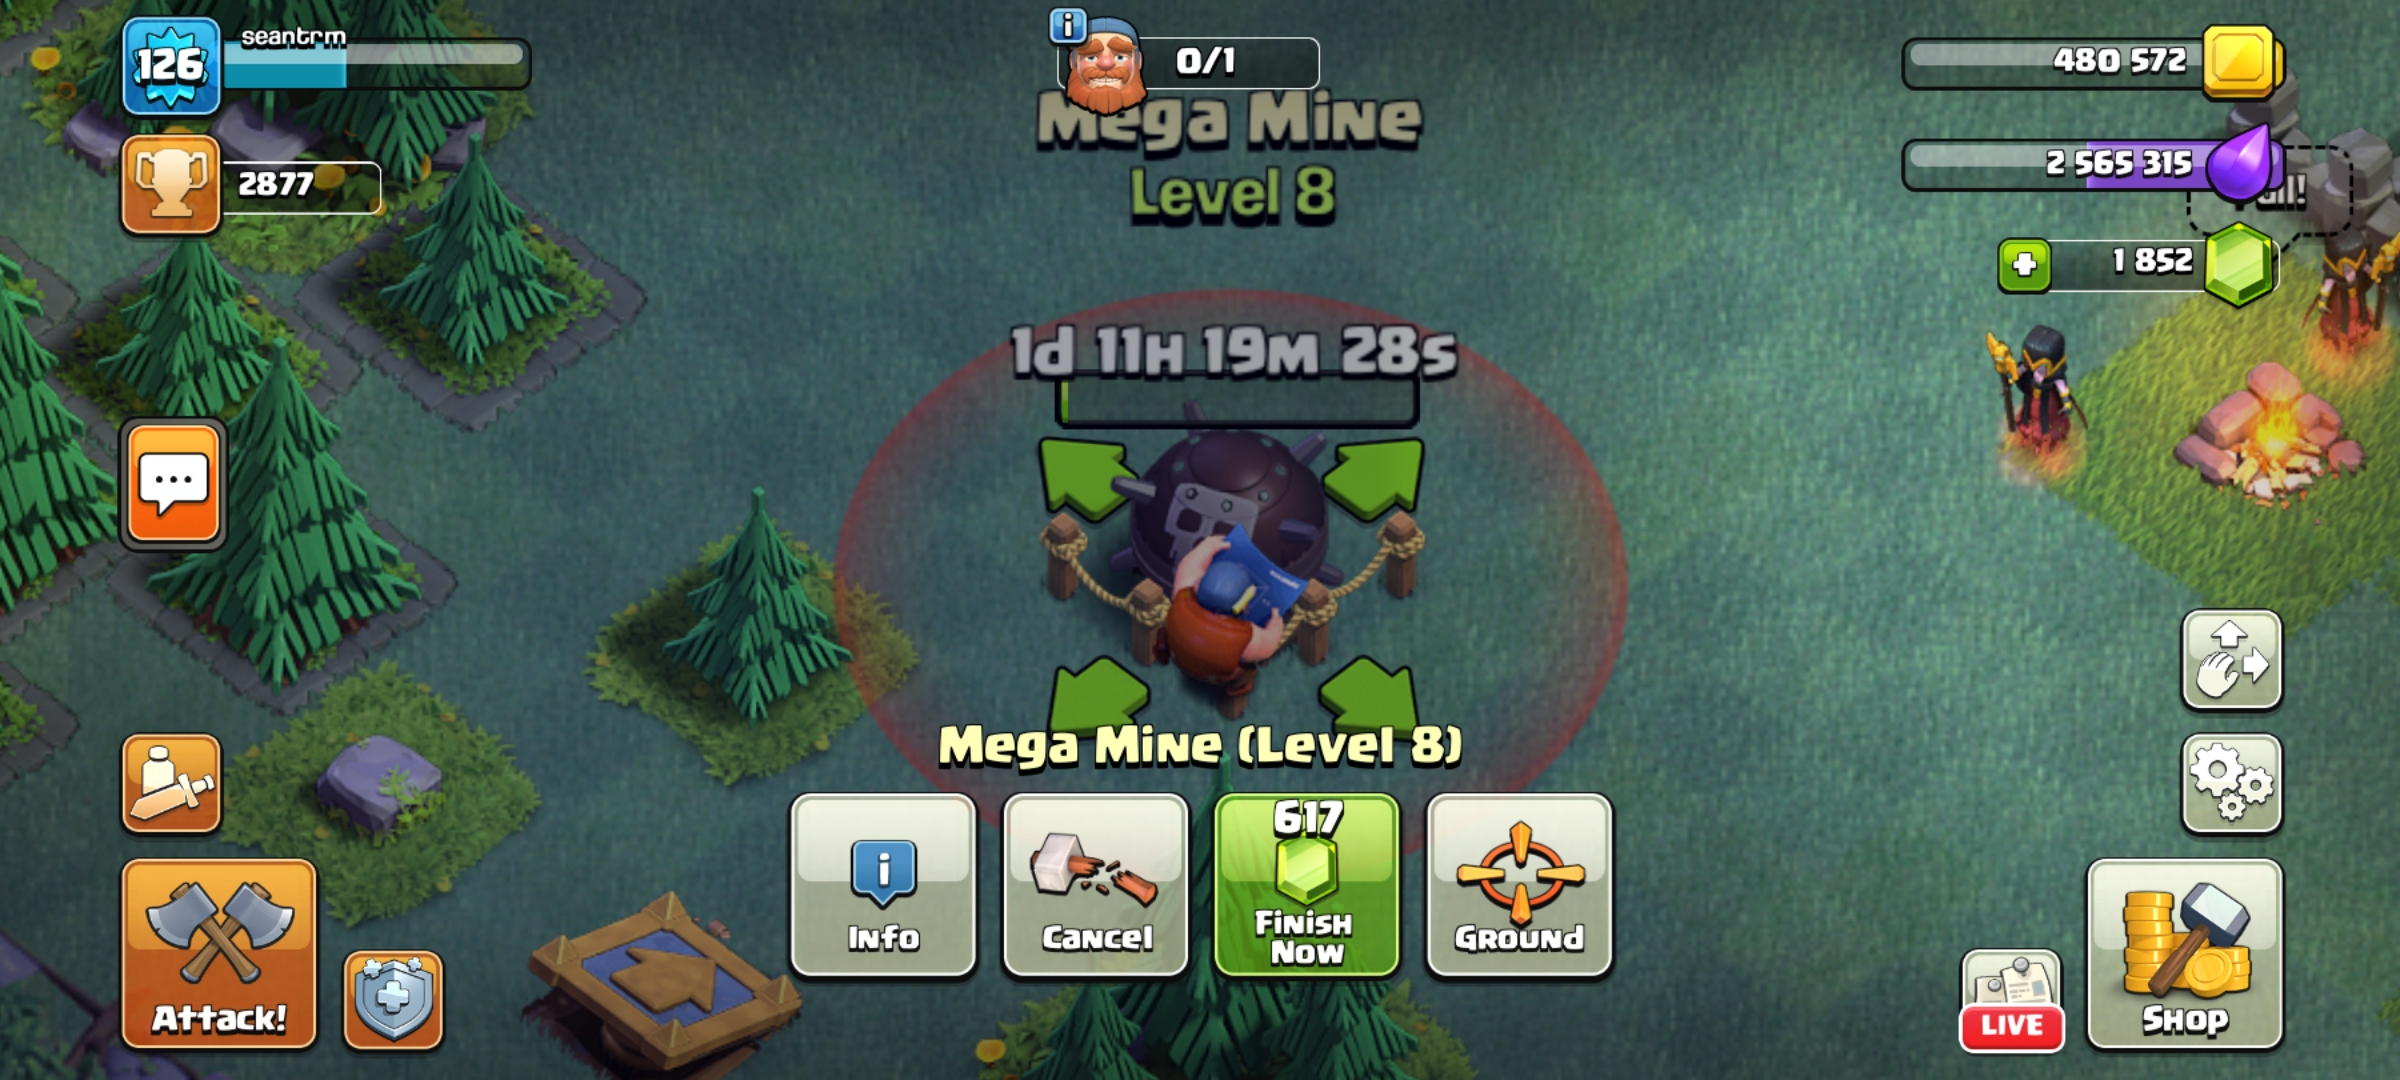 126
seantrm
0/1
480 572
Mega Mine
Level 8
2877
2 565 315
1 852
1d 11H 19M 28s
Mega Mine (Level 8)
617
Info
Cancel
Finish
Now
Ground
Attack!
LIVE
Shop